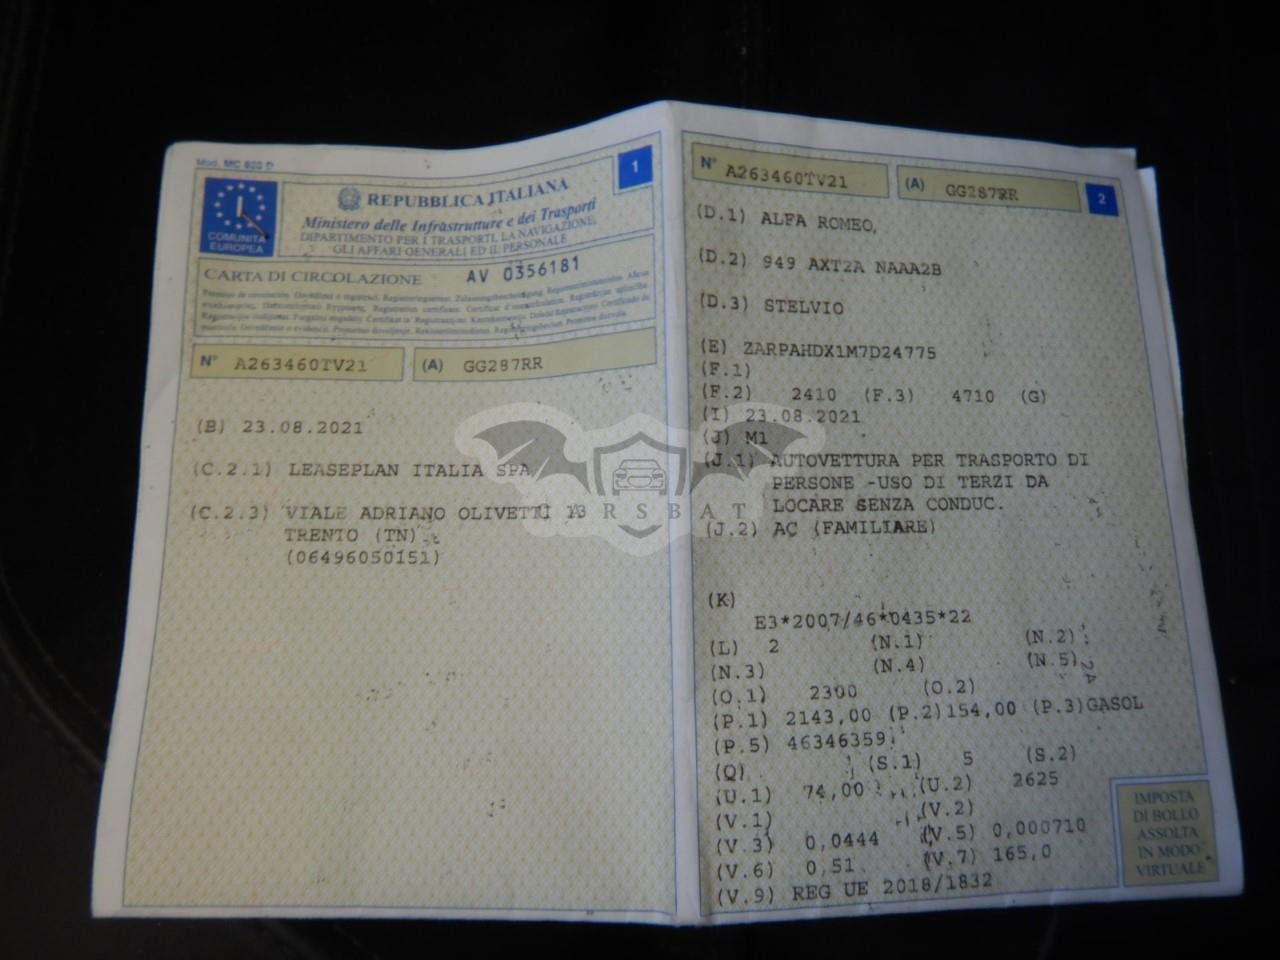 Mod. MC 820 D
1
I
COMUNITÀ
EUROPEA
REPUBBLICA ITALIANA
Ministero delle Infrastrutture e dei Trasporti
DIPARTIMENTO PER I TRASPORTI, LA NAVIGAZIONE,
GLI AFFARI GENERALI ED IL PERSONALE
CARTA DI CIRCOLAZIONE AV 0356181
N° A263460TV21 (A) GG287RR
(B) 23.08.2021
(C.2.1) LEASEPLAN ITALIA SPA
(C.2.3) VIALE ADRIANO OLIVETTI 13
TRENTO (TN)
(06496050151)
N° A263460TV21 (A) GG287RR 2
(D.1) ALFA ROMEO,
(D.2) 949 AXT2A NAAA2B
(D.3) STELVIO
(E) ZARPAHDX1M7D24775
(F.1)
(F.2) 2410 (F.3) 4710 (G)
(I) 23.08.2021
(J) M1
(J.1) AUTOVETTURA PER TRASPORTO DI
PERSONE -USO DI TERZI DA
LOCARE SENZA CONDUC.
(J.2) AC (FAMILIARE)
(K)
E3*2007/46*0435*22
(L) 2 (N.1) (N.2)
(N.3) (N.4) (N.5)
(O.1) 2300 (O.2)
(P.1) 2143,00 (P.2)154,00 (P.3)GASOL
(P.5) 46346359
(Q) (S.1) 5 (S.2)
(U.1) 74,00 (U.2) 2625
(V.1) (V.2)
(V.3) 0,0444 (V.5) 0,000710
(V.6) 0,51 (V.7) 165,0
(V.9) REG UE 2018/1832
IMPOSTA
DI BOLLO
ASSOLTA
IN MODO
VIRTUALE
CARSBAT